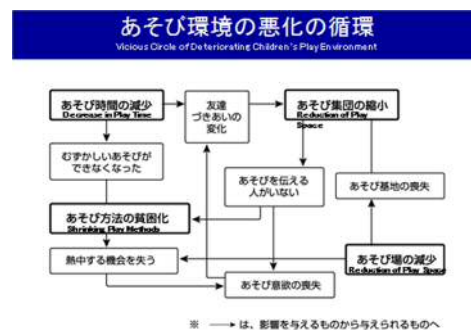 あそび環境の悪化の循環
Vicious Circle of Deteriorating Children's Play Environment
あそび時間の減少
Decrease in Play Time
友達
づきあいの
変化
あそび集団の縮小
Reduction of Play
Space
むずかしいあそびが
できなくなった
あそびを伝える
人がいない
あそび基地の喪失
あそび方法の貧困化
Shrinking Play Methods
熱中する機会を失う
あそび場の減少
Reduction of Play Space
あそび意欲の喪失
※ → は、影響を与えるものから与えられるものへ